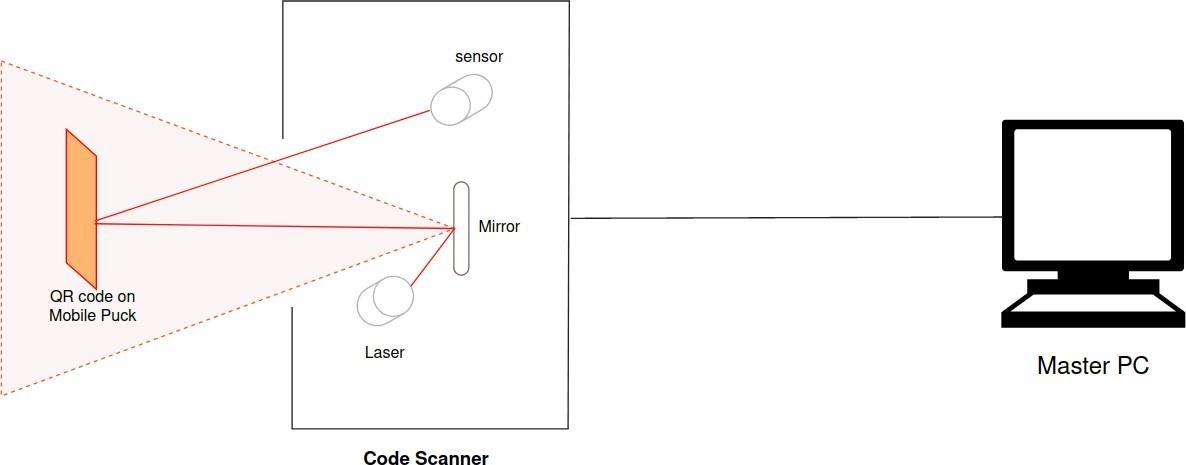 sensor
Mirror
QR code on
Mobile Puck
Laser
Master PC
Code Scanner